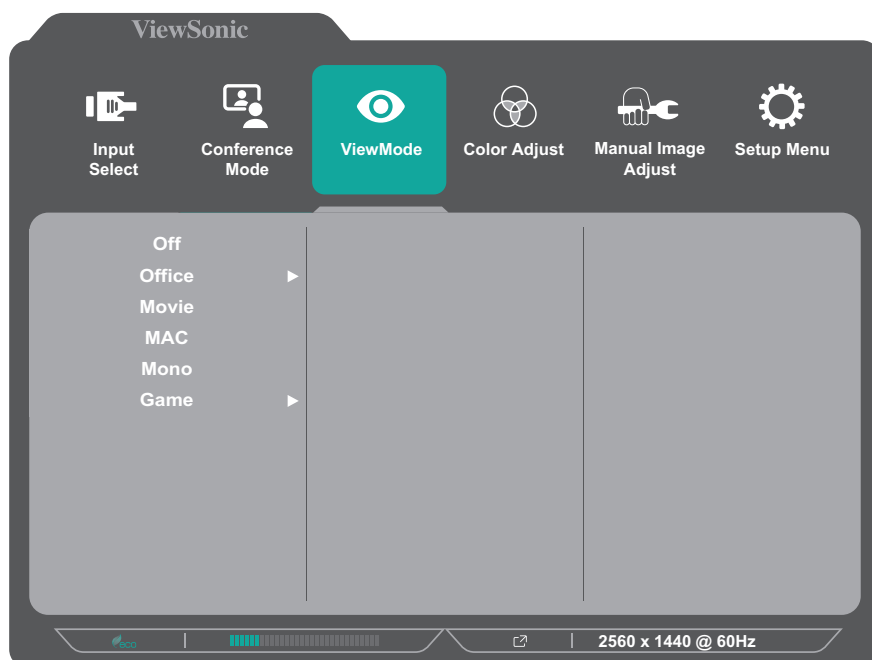 ViewSonic
Input
Select
Conference
Mode
ViewMode
Color Adjust
Manual Image
Adjust
Setup Menu
Off
Office
Movie
MAC
Mono
Game
eco
2560 x 1440 @ 60Hz